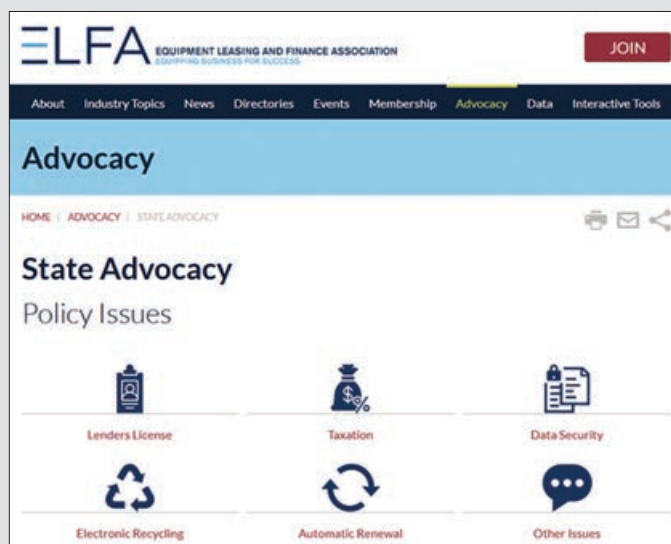 ELFA EQUIPMENT LEASING AND FINANCE ASSOCIATION
EQUIPPING BUSINESS FOR SUCCESS
JOIN
About Industry Topics News Directories Events Membership Advocacy Data Interactive Tools
Advocacy
HOME | ADVOCACY | STATE ADVOCACY
State Advocacy
Policy Issues
$%
Lenders License Taxation Data Security
Electronic Recycling Automatic Renewal Other Issues